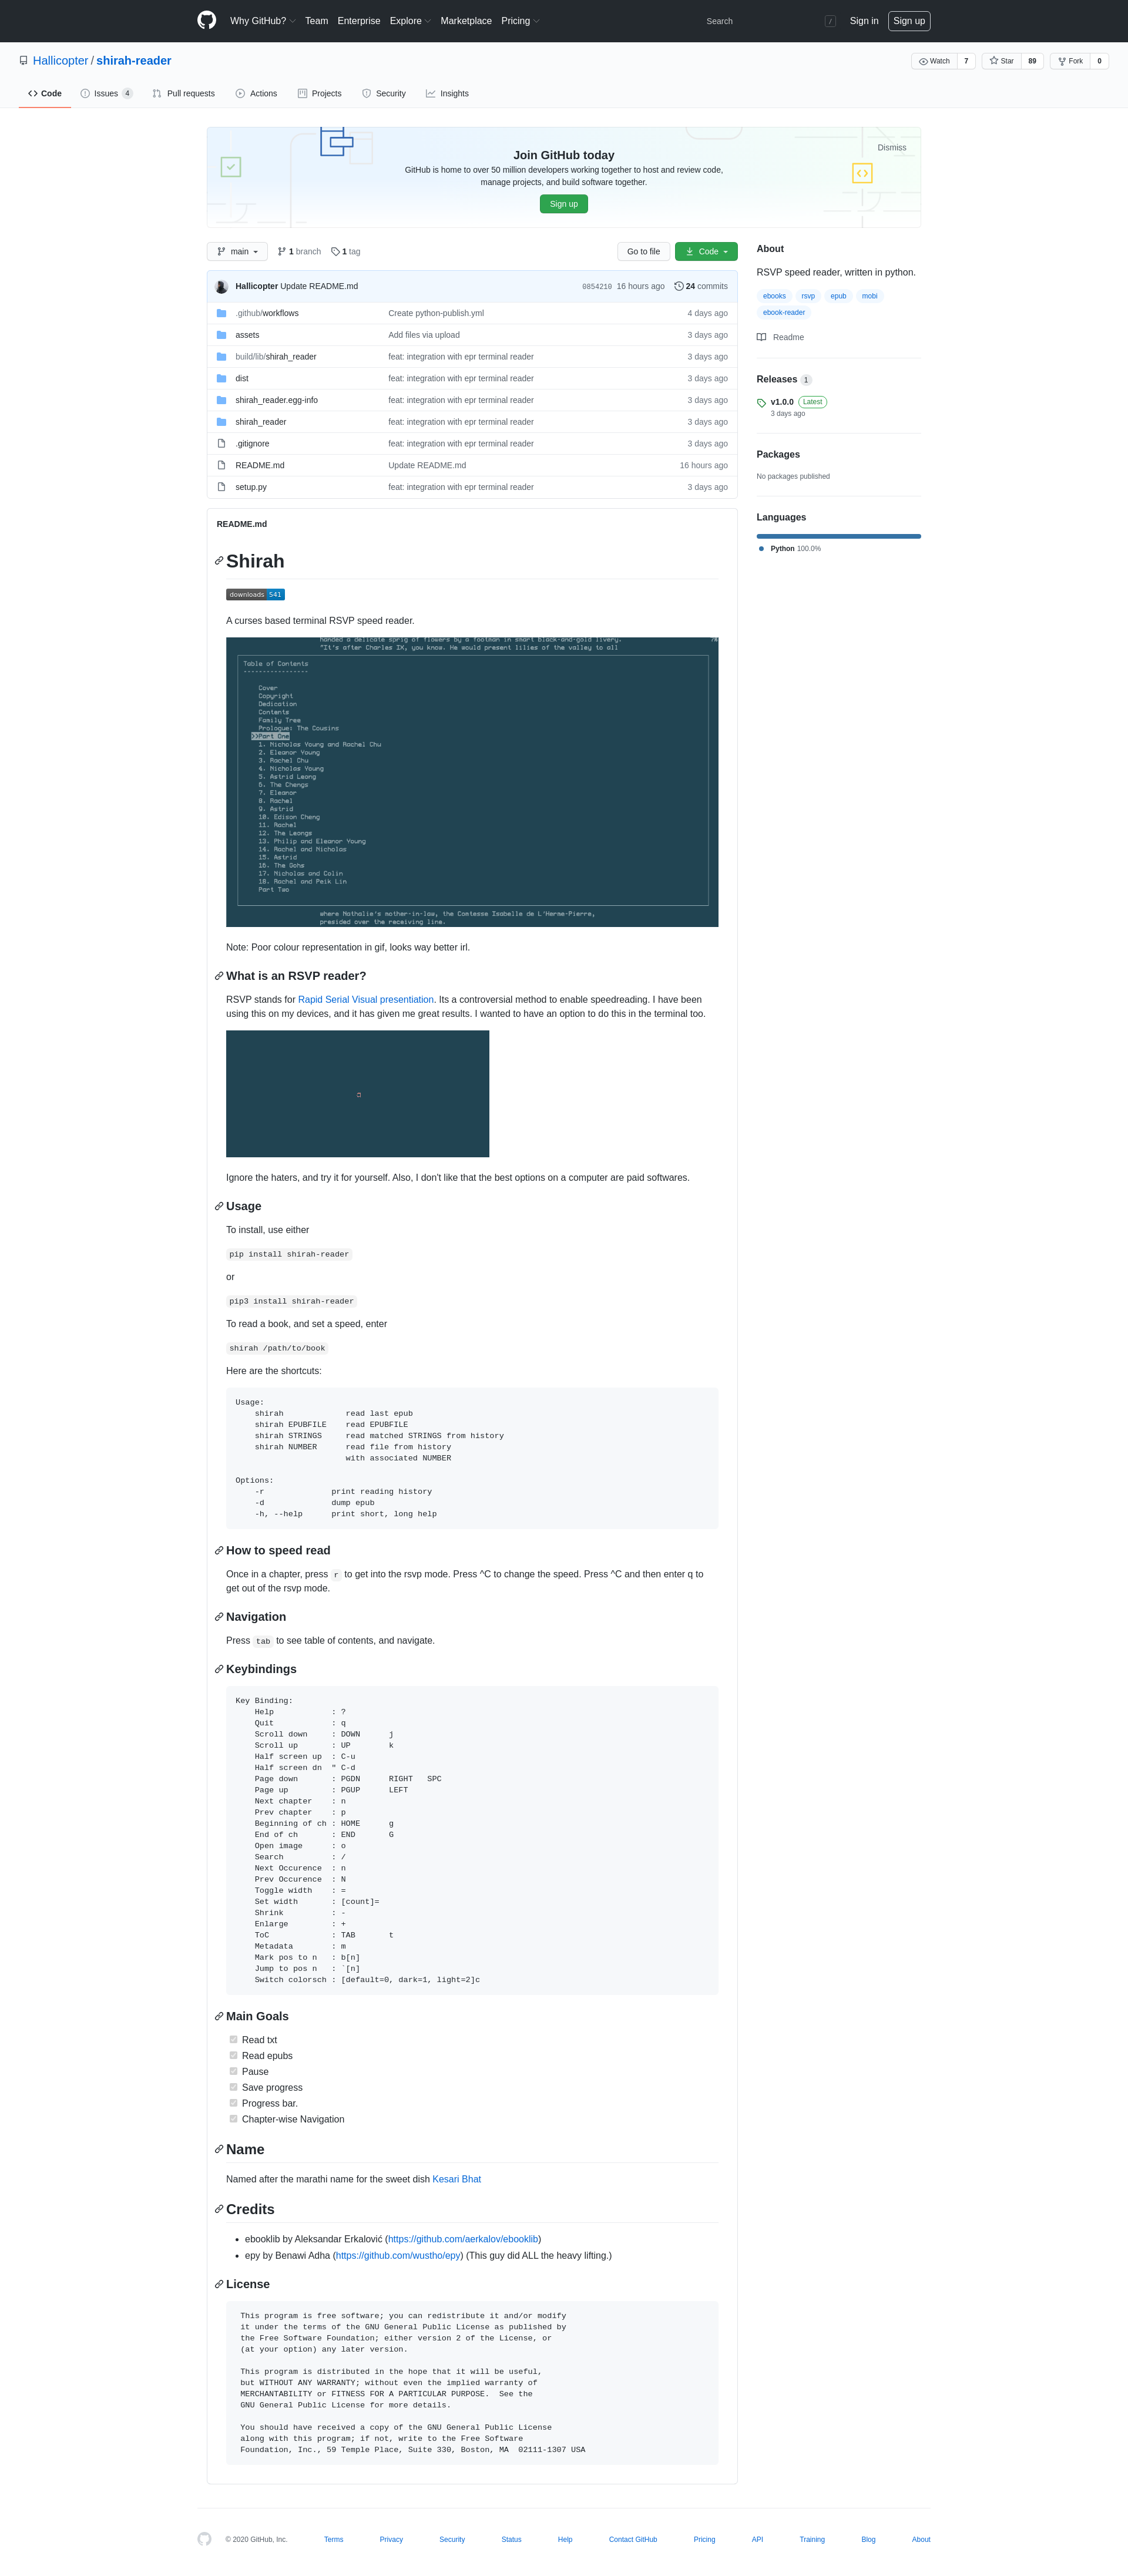 Why GitHub? Team Enterprise Explore Marketplace Pricing Search / Sign in Sign up
Hallicopter / shirah-reader Watch 7 Star 89 Fork 0
Code Issues 4 Pull requests Actions Projects Security Insights
Dismiss
Join GitHub today
GitHub is home to over 50 million developers working together to host and review code,
manage projects, and build software together.
Sign up
main 1 branch 1 tag Go to file Code
Hallicopter Update README.md 0854210 16 hours ago 24 commits
.github/workflows Create python-publish.yml 4 days ago
assets Add files via upload 3 days ago
build/lib/shirah_reader feat: integration with epr terminal reader 3 days ago
dist feat: integration with epr terminal reader 3 days ago
shirah_reader.egg-info feat: integration with epr terminal reader 3 days ago
shirah_reader feat: integration with epr terminal reader 3 days ago
.gitignore feat: integration with epr terminal reader 3 days ago
README.md Update README.md 16 hours ago
setup.py feat: integration with epr terminal reader 3 days ago
About
RSVP speed reader, written in python.
ebooks rsvp epub mobi
ebook-reader
Readme
Releases 1
v1.0.0 Latest
3 days ago
Packages
No packages published
Languages
Python 100.0%
README.md
Shirah
downloads 541
A curses based terminal RSVP speed reader.
handed a delicate sprig of flowers by a footman in smart black-and-gold livery.
"It's after Charles IX, you know. He would present lilies of the valley to all
Table of Contents
-----------------
Cover
Copyright
Dedication
Contents
Family Tree
Prologue: The Cousins
>>Part One
1. Nicholas Young and Rachel Chu
2. Eleanor Young
3. Rachel Chu
4. Nicholas Young
5. Astrid Leong
6. The Chengs
7. Eleanor
8. Rachel
9. Astrid
10. Edison Cheng
11. Rachel
12. The Leongs
13. Philip and Eleanor Young
14. Rachel and Nicholas
15. Astrid
16. The Gohs
17. Nicholas and Colin
18. Rachel and Peik Lin
Part Two
where Nathalie's mother-in-law, the Comtesse Isabelle de L'Herme-Pierre,
presided over the receiving line.
Note: Poor colour representation in gif, looks way better irl.
What is an RSVP reader?
RSVP stands for Rapid Serial Visual presentiation. Its a controversial method to enable speedreading. I have been
using this on my devices, and it has given me great results. I wanted to have an option to do this in the terminal too.
Ignore the haters, and try it for yourself. Also, I don't like that the best options on a computer are paid softwares.
Usage
To install, use either
pip install shirah-reader
or
pip3 install shirah-reader
To read a book, and set a speed, enter
shirah /path/to/book
Here are the shortcuts:
Usage:
shirah read last epub
shirah EPUBFILE read EPUBFILE
shirah STRINGS read matched STRINGS from history
shirah NUMBER read file from history
with associated NUMBER
Options:
-r print reading history
-d dump epub
-h, --help print short, long help
How to speed read
Once in a chapter, press r to get into the rsvp mode. Press ^C to change the speed. Press ^C and then enter q to
get out of the rsvp mode.
Navigation
Press tab to see table of contents, and navigate.
Keybindings
Key Binding:
Help : ?
Quit : q
Scroll down : DOWN j
Scroll up : UP k
Half screen up : C-u
Half screen dn " C-d
Page down : PGDN RIGHT SPC
Page up : PGUP LEFT
Next chapter : n
Prev chapter : p
Beginning of ch : HOME g
End of ch : END G
Open image : o
Search : /
Next Occurence : n
Prev Occurence : N
Toggle width : =
Set width : [count]=
Shrink : -
Enlarge : +
ToC : TAB t
Metadata : m
Mark pos to n : b[n]
Jump to pos n : `[n]
Switch colorsch : [default=0, dark=1, light=2]c
Main Goals
Read txt
Read epubs
Pause
Save progress
Progress bar.
Chapter-wise Navigation
Name
Named after the marathi name for the sweet dish Kesari Bhat
Credits
ebooklib by Aleksandar Erkalović (https://github.com/aerkalov/ebooklib)
epy by Benawi Adha (https://github.com/wustho/epy) (This guy did ALL the heavy lifting.)
License
This program is free software; you can redistribute it and/or modify
it under the terms of the GNU General Public License as published by
the Free Software Foundation; either version 2 of the License, or
(at your option) any later version.
This program is distributed in the hope that it will be useful,
but WITHOUT ANY WARRANTY; without even the implied warranty of
MERCHANTABILITY or FITNESS FOR A PARTICULAR PURPOSE. See the
GNU General Public License for more details.
You should have received a copy of the GNU General Public License
along with this program; if not, write to the Free Software
Foundation, Inc., 59 Temple Place, Suite 330, Boston, MA 02111-1307 USA
© 2020 GitHub, Inc. Terms Privacy Security Status Help Contact GitHub Pricing API Training Blog About